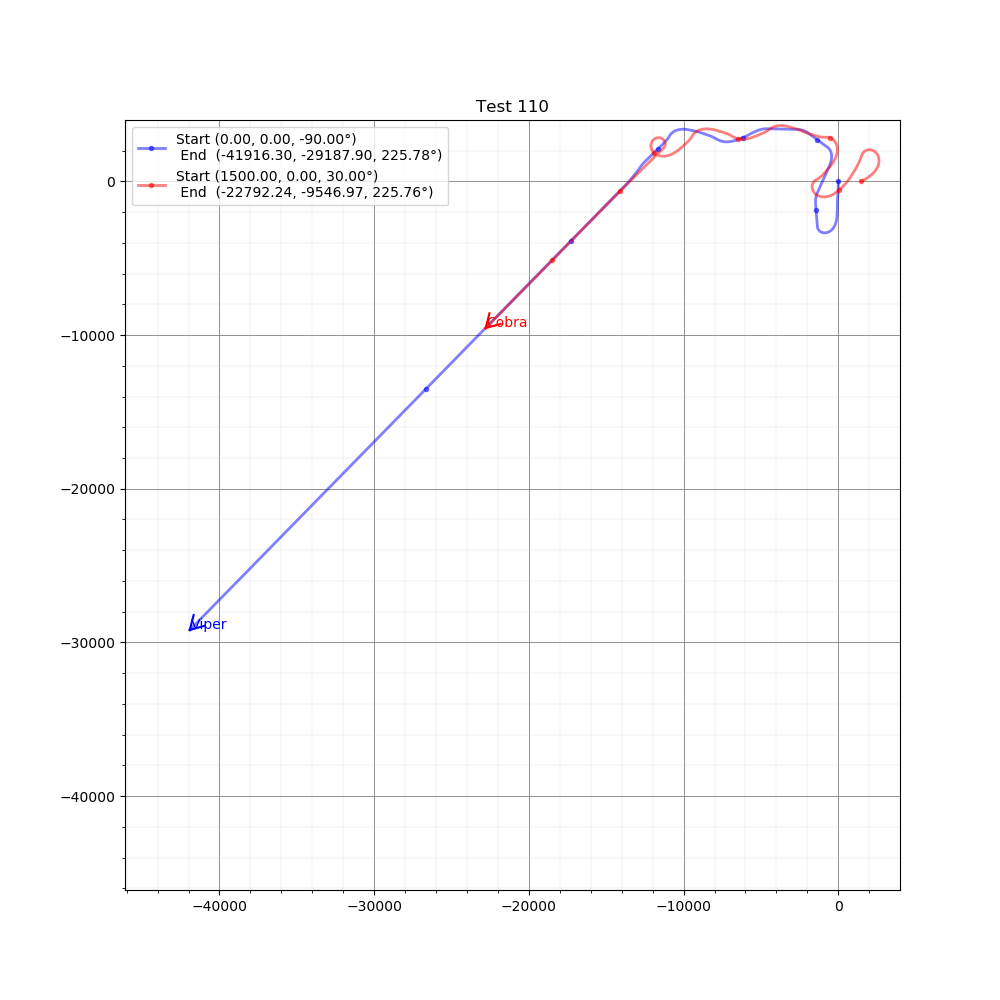 Test 110
Start (0.00, 0.00, -90.00°)
End (-41916.30, -29187.90, 225.78°)
Start (1500.00, 0.00, 30.00°)
End (-22792.24, -9546.97, 225.76°)
0
−10000
−20000
−30000
−40000
Cobra
Viper
−40000
−30000
−20000
−10000
0